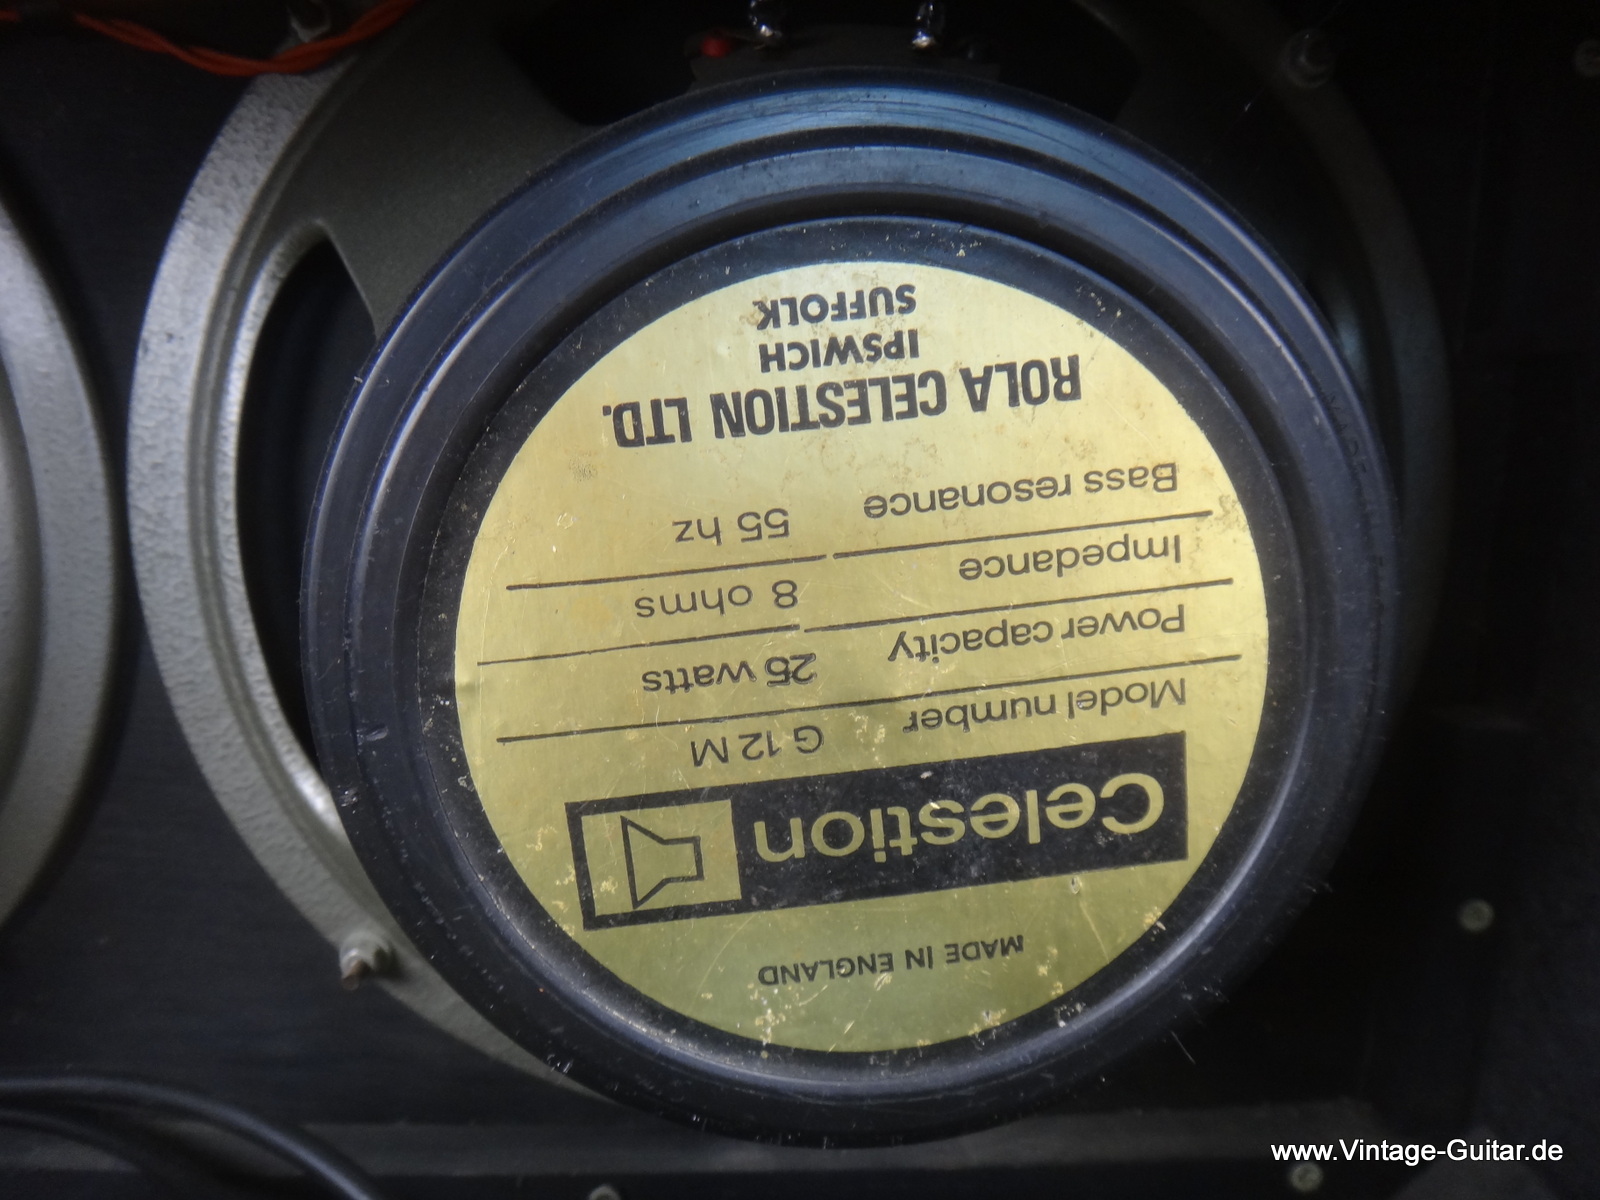 MADE IN ENGLAND
Celestion
Model number G 12 M
Power capacity 25 watts
Impedance 8 ohms
Bass resonance 55 hz
ROLA CELESTION LTD.
IPSWICH
SUFFOLK
www.Vintage-Guitar.de